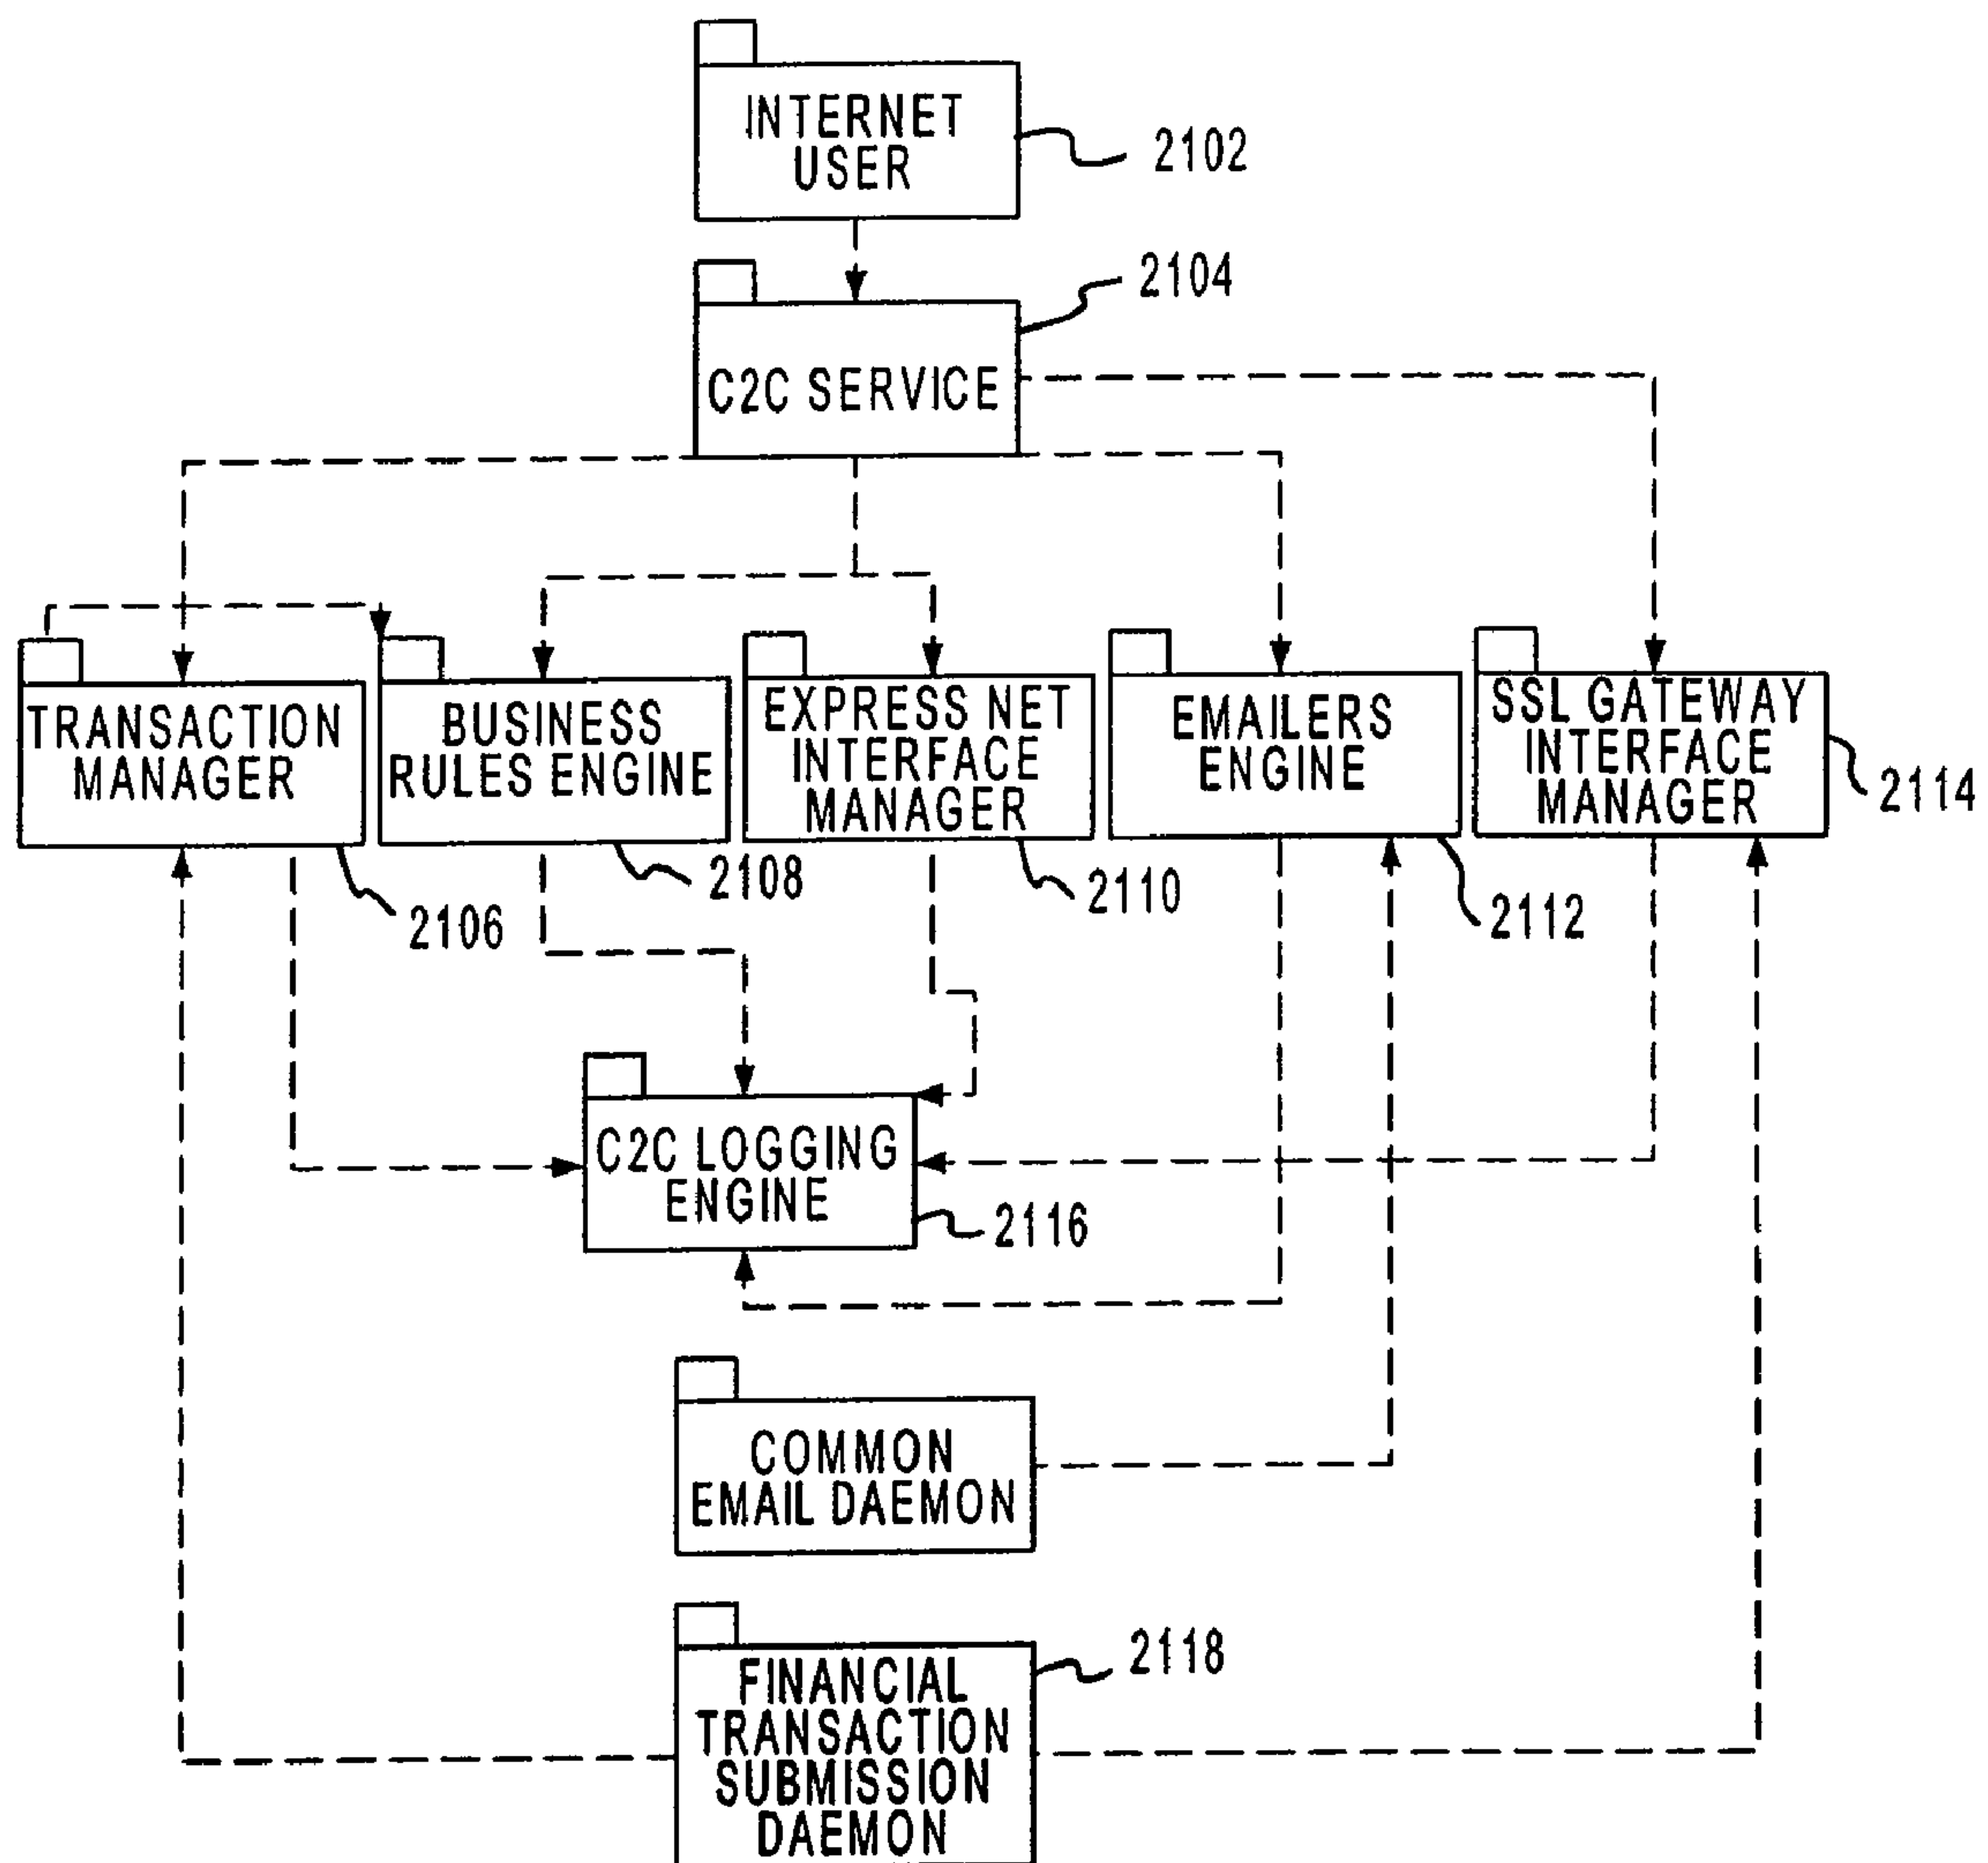 INTERNET
USER
2102
2104
C2C SERVICE
TRANSACTION
MANAGER
BUSINESS
RULES ENGINE
EXPRESS NET
INTERFACE
MANAGER
EMAILERS
ENGINE
SSL GATEWAY
INTERFACE
MANAGER
2114
2108
2110
2106
2112
C2C LOGGING
ENGINE
2116
COMMON
EMAIL DAEMON
2118
FINANCIAL
TRANSACTION
SUBMISSION
DAEMON